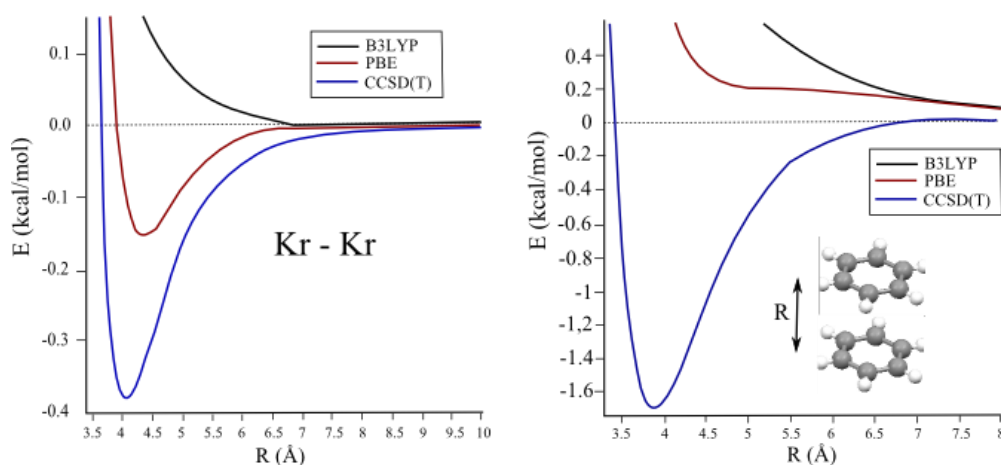 0.1
0.0
-0.1
-0.2
-0.3
-0.4
E (kcal/mol)
B3LYP
PBE
CCSD(T)
Kr - Kr
3.5 4 4.5 5 5.5 6 6.5 7 7.5 8 8.5 9 9.5 10
R (Å)
0.4
0.2
0
-0.2
-0.4
-0.6
-0.8
-1
-1,2
-1.4
-1.6
E (kcal/mol)
B3LYP
PBE
CCSD(T)
R
3.5 4 4.5 5 5.5 6 6.5 7 7.5 8
R (Å)